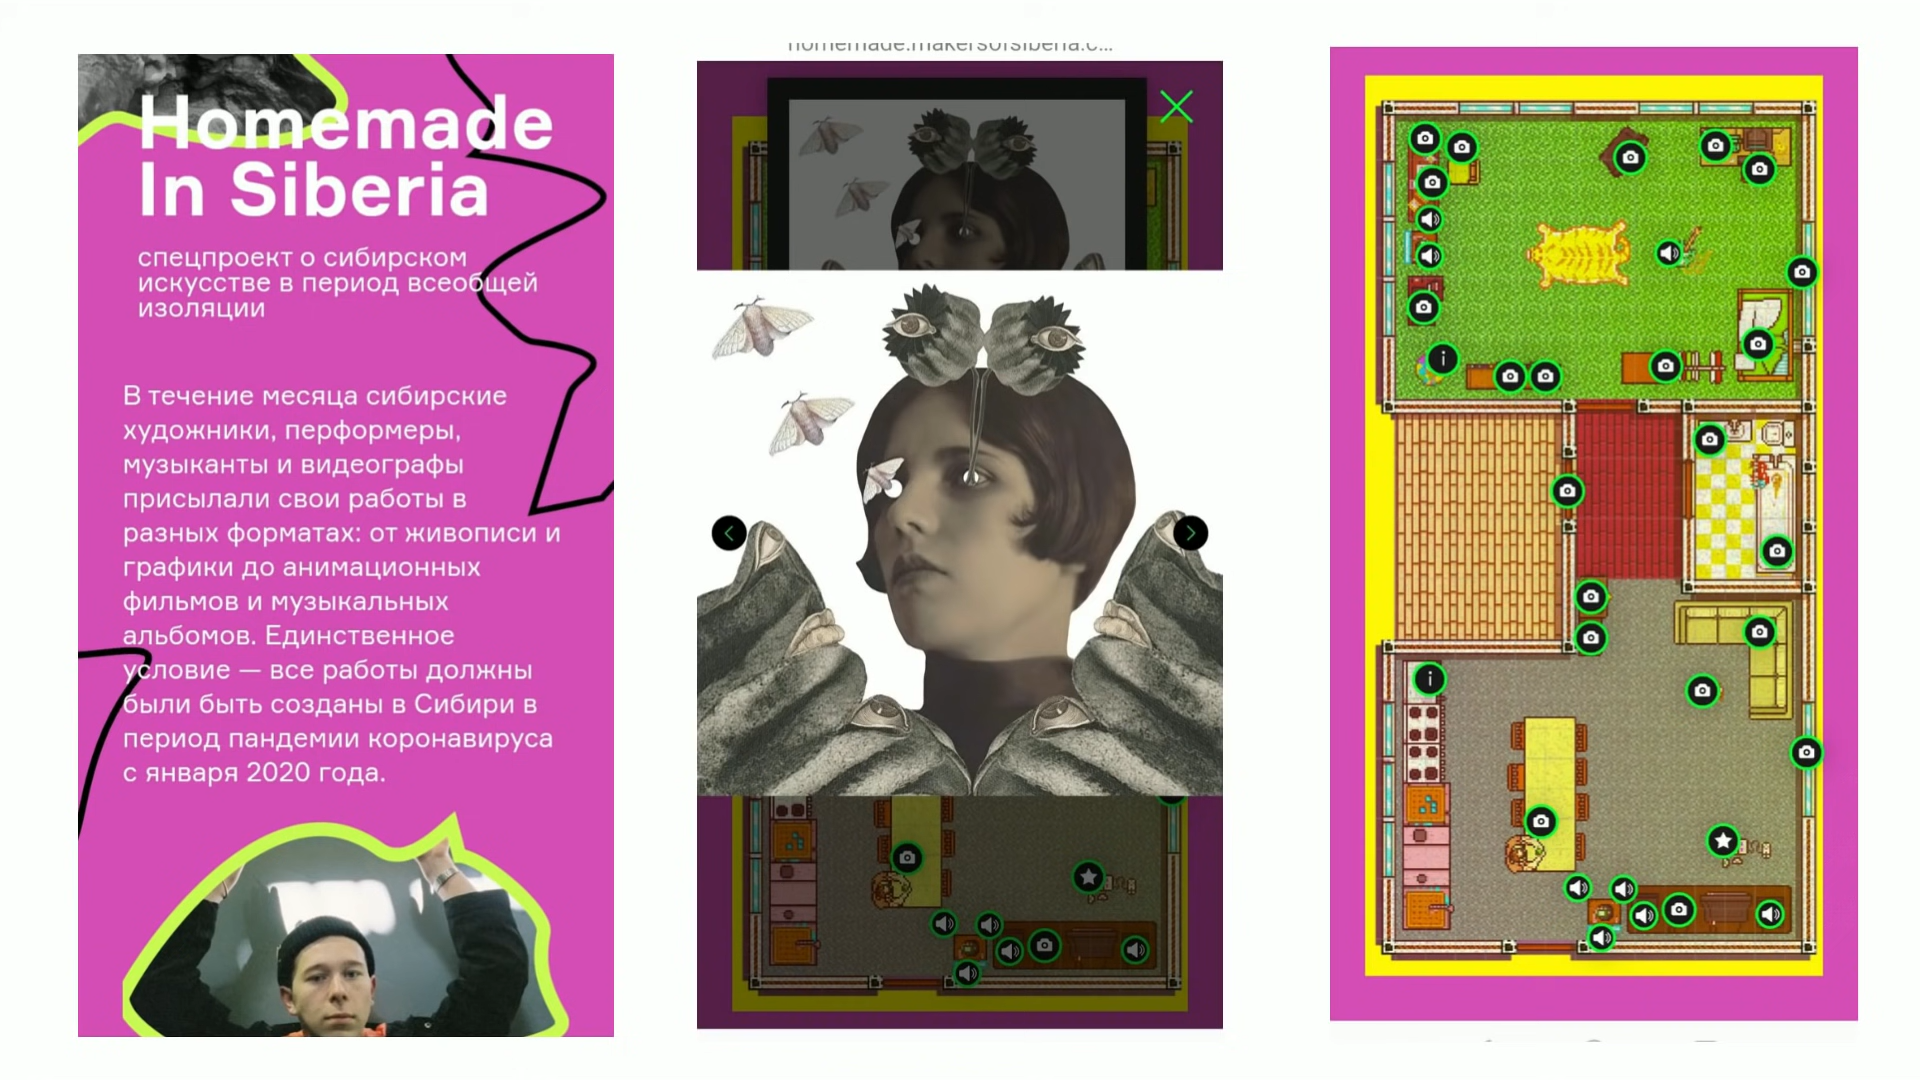 Homemade
In Siberia
спецпроект о сибирском
искусстве в период всеобщей
изоляции
В течение месяца сибирские
художники, перформеры,
музыканты и видеографы
присылали свои работы в
разных форматах: от живописи и
графики до анимационных
фильмов и музыкальных
альбомов. Единственное
условие — все работы должны
были быть созданы в Сибири в
период пандемии коронавируса
с января 2020 года.
homemade.makersofsiberia.c...